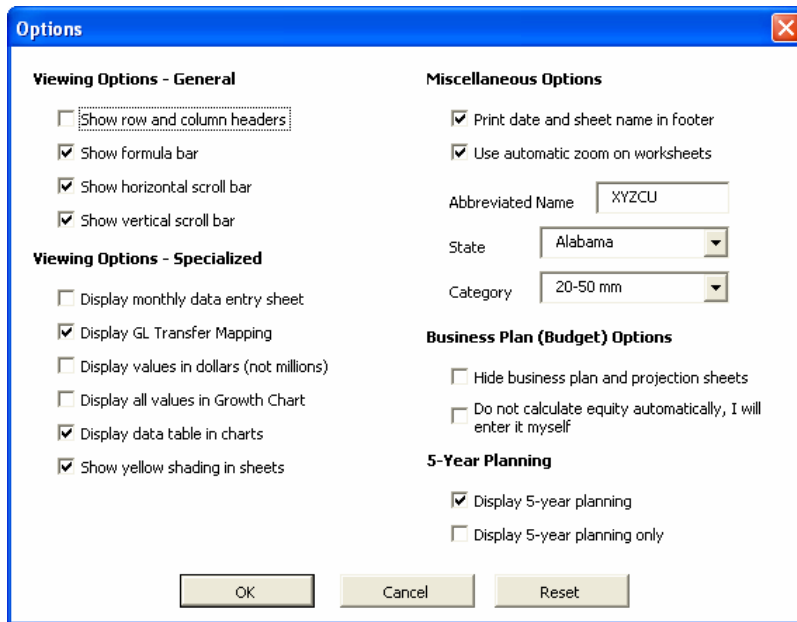 Options
Viewing Options - General
Show row and column headers
Show formula bar
Show horizontal scroll bar
Show vertical scroll bar
Viewing Options - Specialized
Display monthly data entry sheet
Display GL Transfer Mapping
Display values in dollars (not millions)
Display all values in Growth Chart
Display data table in charts
Show yellow shading in sheets
Miscellaneous Options
Print date and sheet name in footer
Use automatic zoom on worksheets
Abbreviated Name XYZCU
State Alabama
Category 20-50 mm
Business Plan (Budget) Options
Hide business plan and projection sheets
Do not calculate equity automatically, I will
enter it myself
5-Year Planning
Display 5-year planning
Display 5-year planning only
OK Cancel Reset